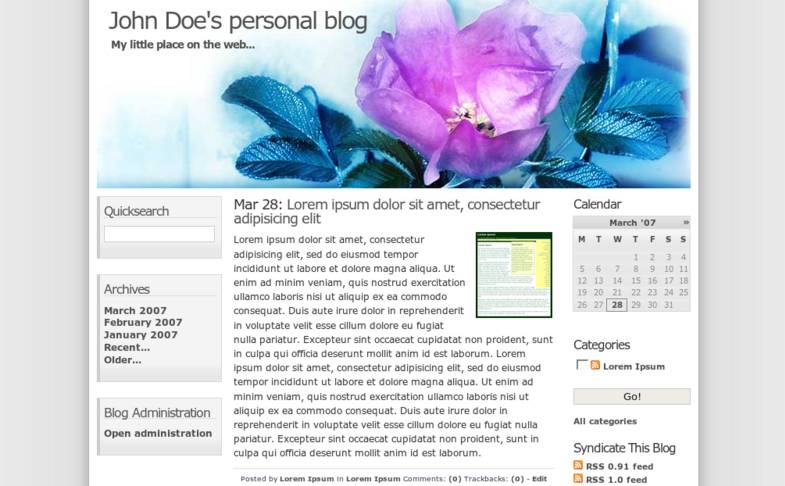 John Doe's personal blog
My little place on the web...
Quicksearch
Archives
March 2007
February 2007
January 2007
Recent...
Older...
Blog Administration
Open administration
Mar 28: Lorem ipsum dolor sit amet, consectetur
adipisicing elit
Lorem ipsum dolor sit amet, consectetur
adipisicing elit, sed do eiusmod tempor
incididunt ut labore et dolore magna aliqua. Ut
enim ad minim veniam, quis nostrud exercitation
ullamco laboris nisi ut aliquip ex ea commodo
consequat. Duis aute irure dolor in reprehenderit
in voluptate velit esse cillum dolore eu fugiat
nulla pariatur. Excepteur sint occaecat cupidatat non proident, sunt
in culpa qui officia deserunt mollit anim id est laborum. Lorem
ipsum dolor sit amet, consectetur adipisicing elit, sed do eiusmod
tempor incididunt ut labore et dolore magna aliqua. Ut enim ad
minim veniam, quis nostrud exercitation ullamco laboris nisi ut
aliquip ex ea commodo consequat. Duis aute irure dolor in
reprehenderit in voluptate velit esse cillum dolore eu fugiat nulla
pariatur. Excepteur sint occaecat cupidatat non proident, sunt in
culpa qui officia deserunt mollit anim id est laborum.
Posted by Lorem Ipsum in Lorem Ipsum Comments: (0) Trackbacks: (0) - Edit
Calendar
March '07 »
M T W T F S S
1 2 3 4
5 6 7 8 9 10 11
12 13 14 15 16 17 18
19 20 21 22 23 24 25
26 27 28 29 30 31
Categories
Lorem Ipsum
Go!
All categories
Syndicate This Blog
RSS 0.91 feed
RSS 1.0 feed